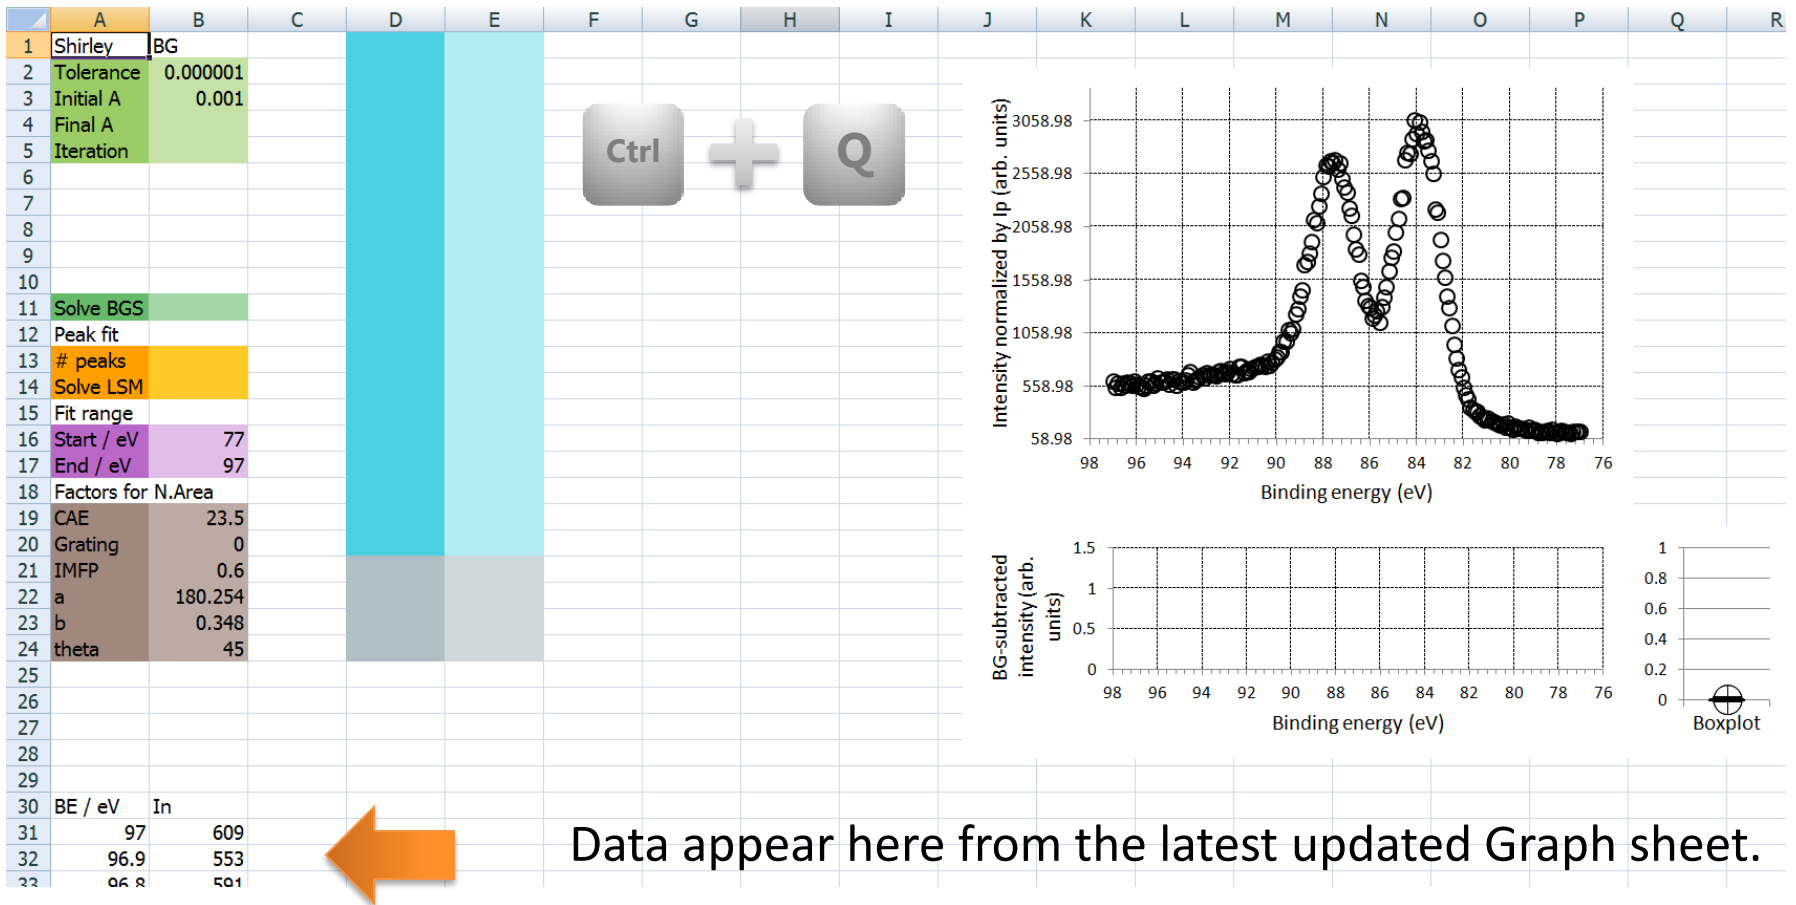 A B C D E F G H I J K L M N O P Q R
1 Shirley BG
2 Tolerance 0.000001
3 Initial A 0.001
4 Final A
5 Iteration
6
7
8
9
10
11 Solve BGS
12 Peak fit
13 # peaks
14 Solve LSM
15 Fit range
16 Start / eV 77
17 End / eV 97
18 Factors for N.Area
19 CAE 23.5
20 Grating 0
21 IMFP 0.6
22 a 180.254
23 b 0.348
24 theta 45
25
26
27
28
29
30 BE / eV In
31 97 609
32 96.9 553
33 96.8 591
Ctrl + Q
Intensity normalized by Ip (arb. units)
3058.98
2558.98
2058.98
1558.98
1058.98
558.98
58.98
98 96 94 92 90 88 86 84 82 80 78 76
Binding energy (eV)
BG-subtracted
intensity (arb.
units)
1.5
1
0.5
0
98 96 94 92 90 88 86 84 82 80 78 76
Binding energy (eV)
1
0.8
0.6
0.4
0.2
0
Boxplot
Data appear here from the latest updated Graph sheet.